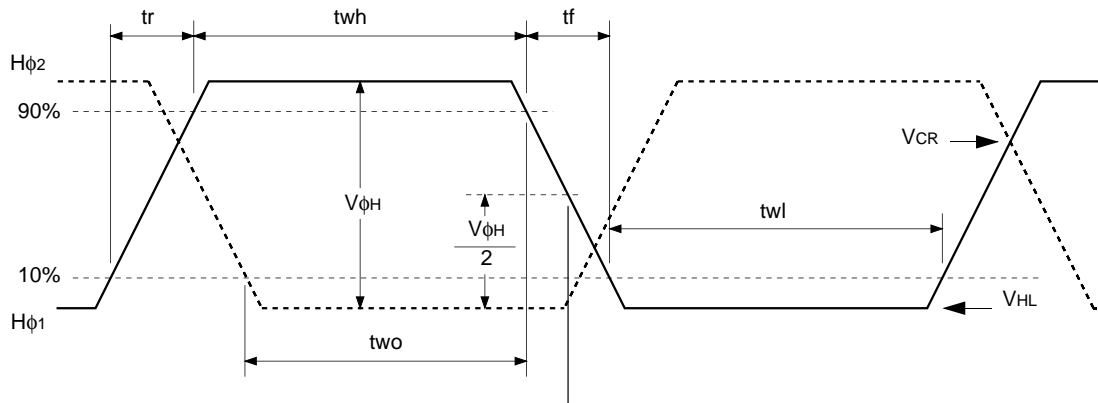 tr twh tf
Hϕ2
90%
VCR
VϕH
VϕH
2
twl
10%
VHL
Hϕ1
two